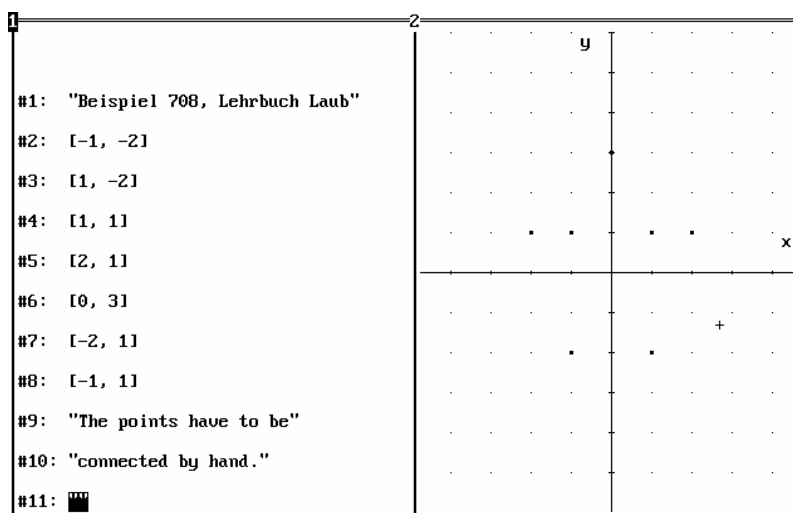 1
2
#1: "Beispiel 708, Lehrbuch Laub"
#2: [-1, -2]
#3: [1, -2]
#4: [1, 1]
#5: [2, 1]
#6: [0, 3]
#7: [-2, 1]
#8: [-1, 1]
#9: "The points have to be"
#10: "connected by hand."
#11:
y
x